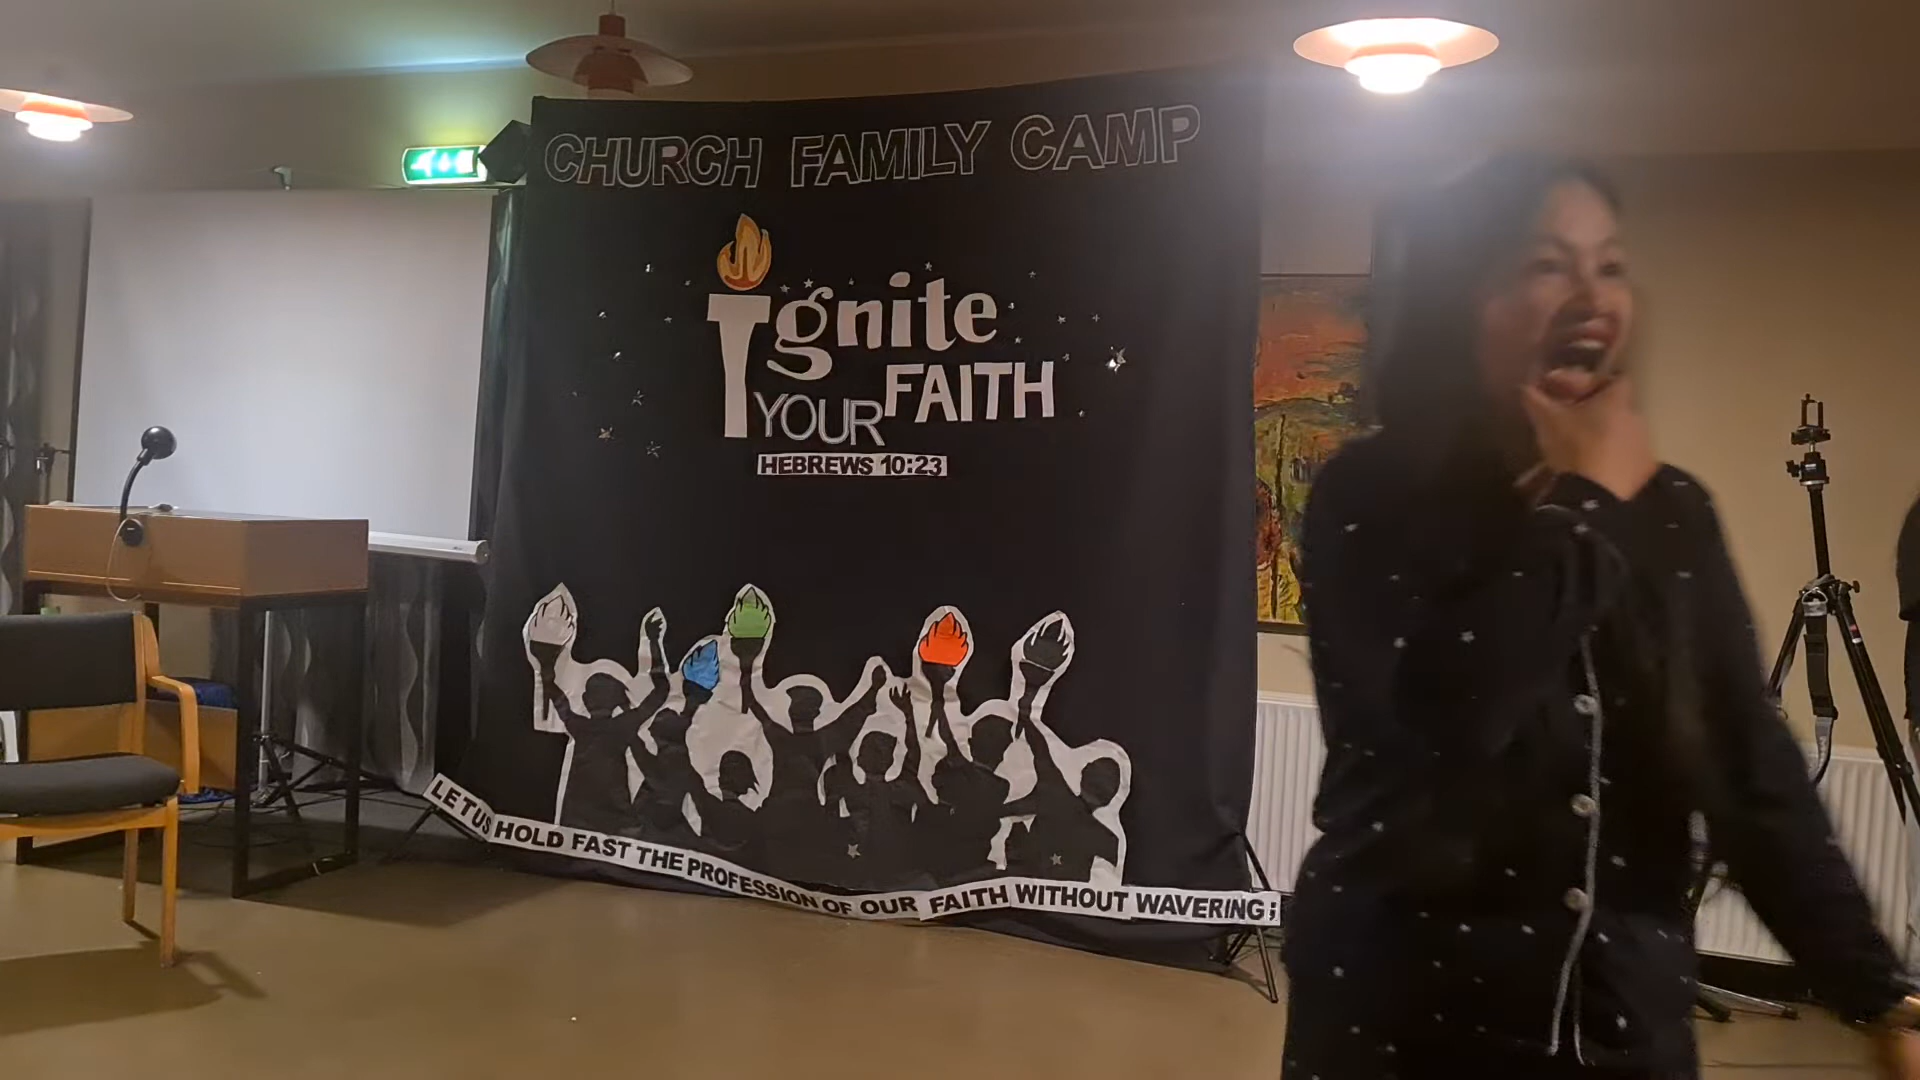 CHURCH FAMILY CAMP
Ignite
YOUR FAITH
HEBREWS 10:23
LET US HOLD FAST THE PROFESSION OF OUR FAITH WITHOUT WAVERING;